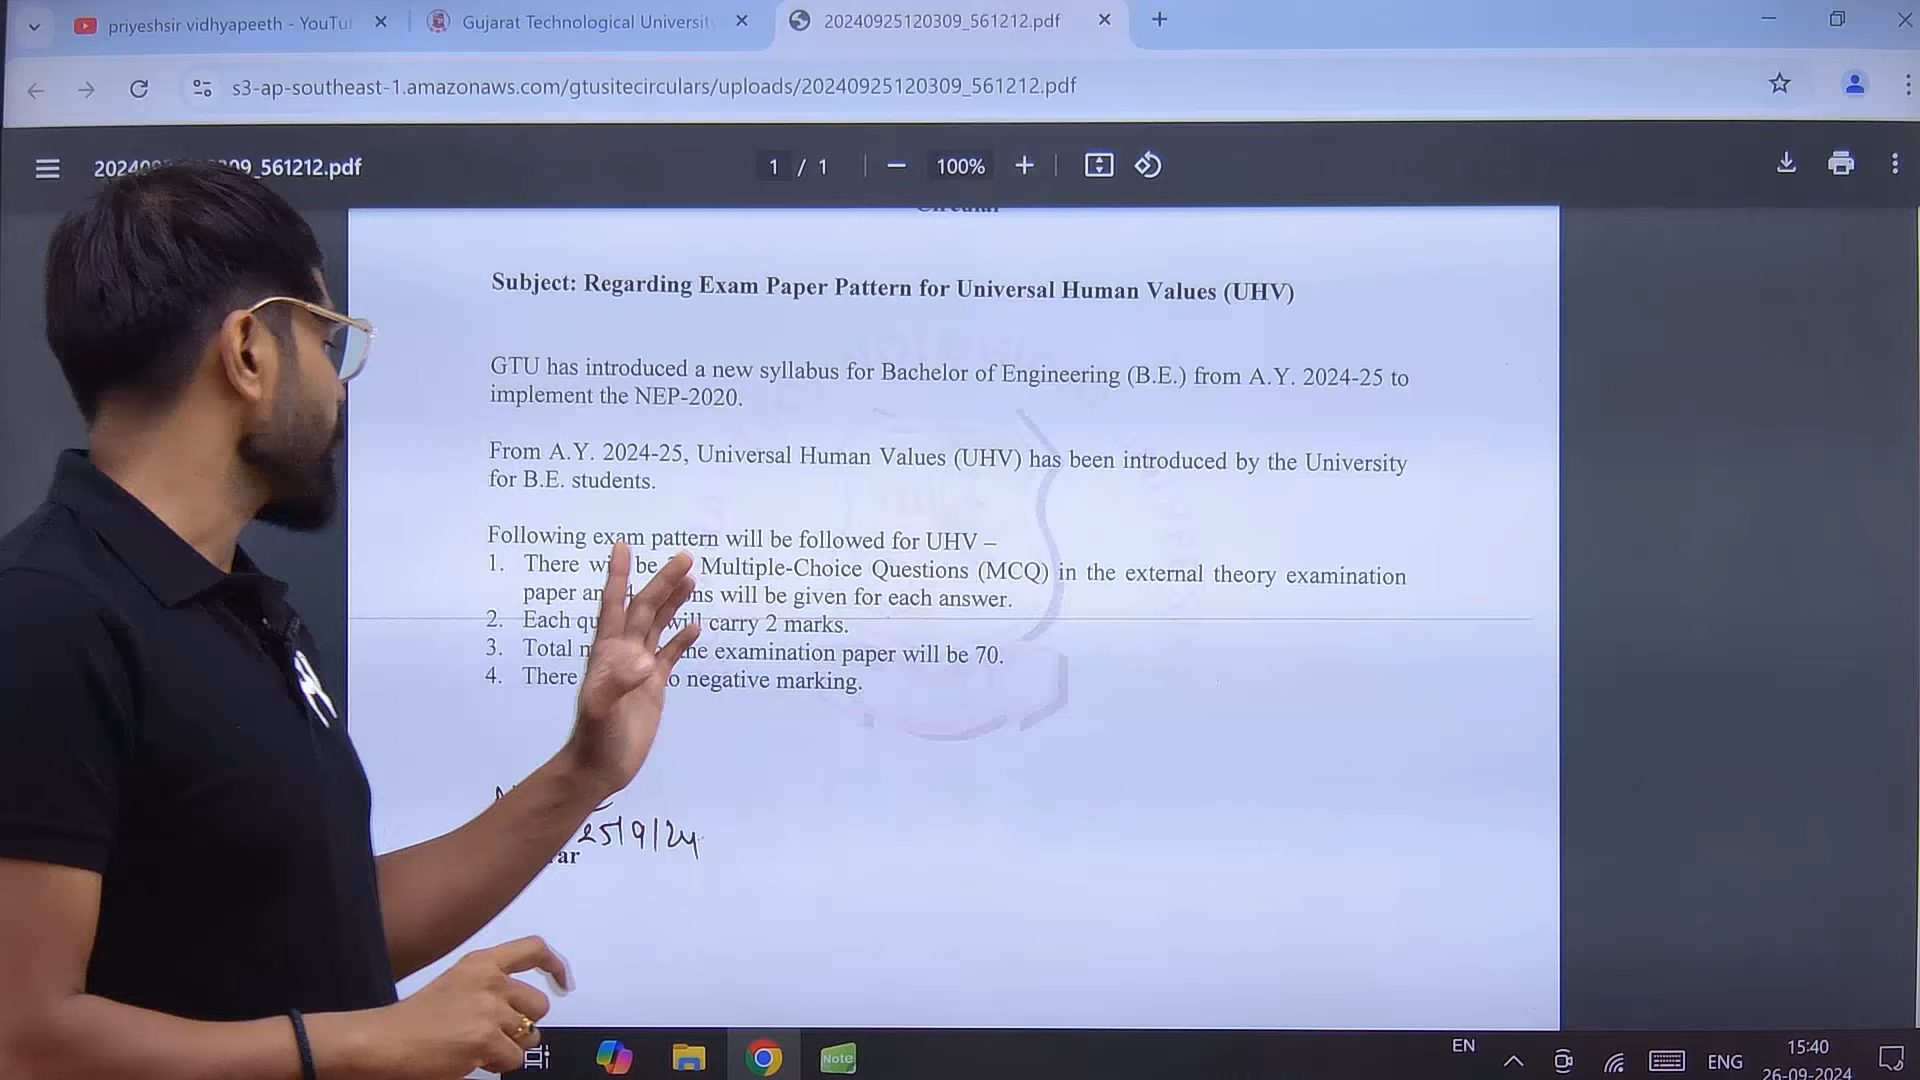 priyeshsir vidhyapeeth - YouTu
Gujarat Technological Universit
20240925120309_561212.pdf
s3-ap-southeast-1.amazonaws.com/gtusitecirculars/uploads/20240925120309_561212.pdf
09_561212.pdf
1 / 1
100%
Circular
Subject: Regarding Exam Paper Pattern for Universal Human Values (UHV)
GTU has introduced a new syllabus for Bachelor of Engineering (B.E.) from A.Y. 2024-25 to
implement the NEP-2020.
From A.Y. 2024-25, Universal Human Values (UHV) has been introduced by the University
for B.E. students.
Following exam pattern will be followed for UHV –
1. There be Multiple-Choice Questions (MCQ) in the external theory examination
paper will be given for each answer.
2. Each will carry 2 marks.
3. Total examination paper will be 70.
4. There negative marking.
25/9/24
Note
EN
ENG
15:40
26-09-2024